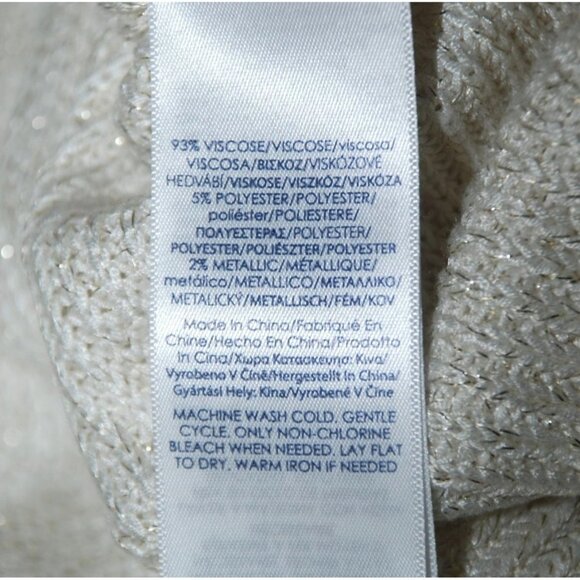 93% VISCOSE/VISCOSE/viscosa/
VISCOSA/ΒΙΣΚΟΖ/VISKÓZOVÉ
HEDVÁBÍ/VISKOSE/VISZKÓZ/VISKÓZA
5% POLYESTER/POLYESTER/
poliéster/POLIESTERE/
ΠΟΛΥΕΣΤΕΡΑΣ/POLYESTER/
POLYESTER/POLIÉSZTER/POLYESTER
2% METALLIC/MÉTALLIQUE/
metálico/METALLICO/ΜΕΤΑΛΛΙΚΟ/
METALICKÝ/METALLISCH/FÉM/KOV
Made In China/Fabriqué En
Chine/Hecho En China/Prodotto
In Cina/Χωρα Κατασκευησ: Κινα/
Vyrobeno V Číně/Hergestellt In China/
Gyártási Hely: Kína/Vyrobené V Číne
MACHINE WASH COLD, GENTLE
CYCLE, ONLY NON-CHLORINE
BLEACH WHEN NEEDED, LAY FLAT
TO DRY, WARM IRON IF NEEDED